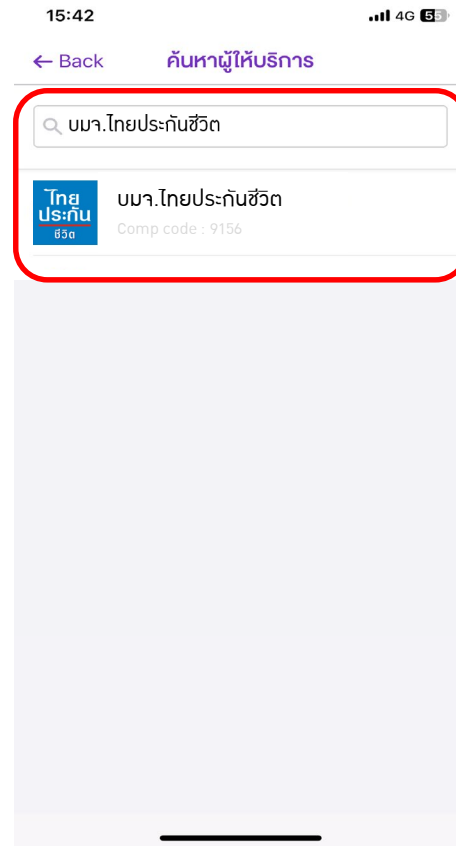 15:42 4G 55
← Back ค้นหาผู้ให้บริการ
บมจ.ไทยประกันชีวิต
ไทย
ประกัน
ชีวิต
บมจ.ไทยประกันชีวิต
Comp code : 9156